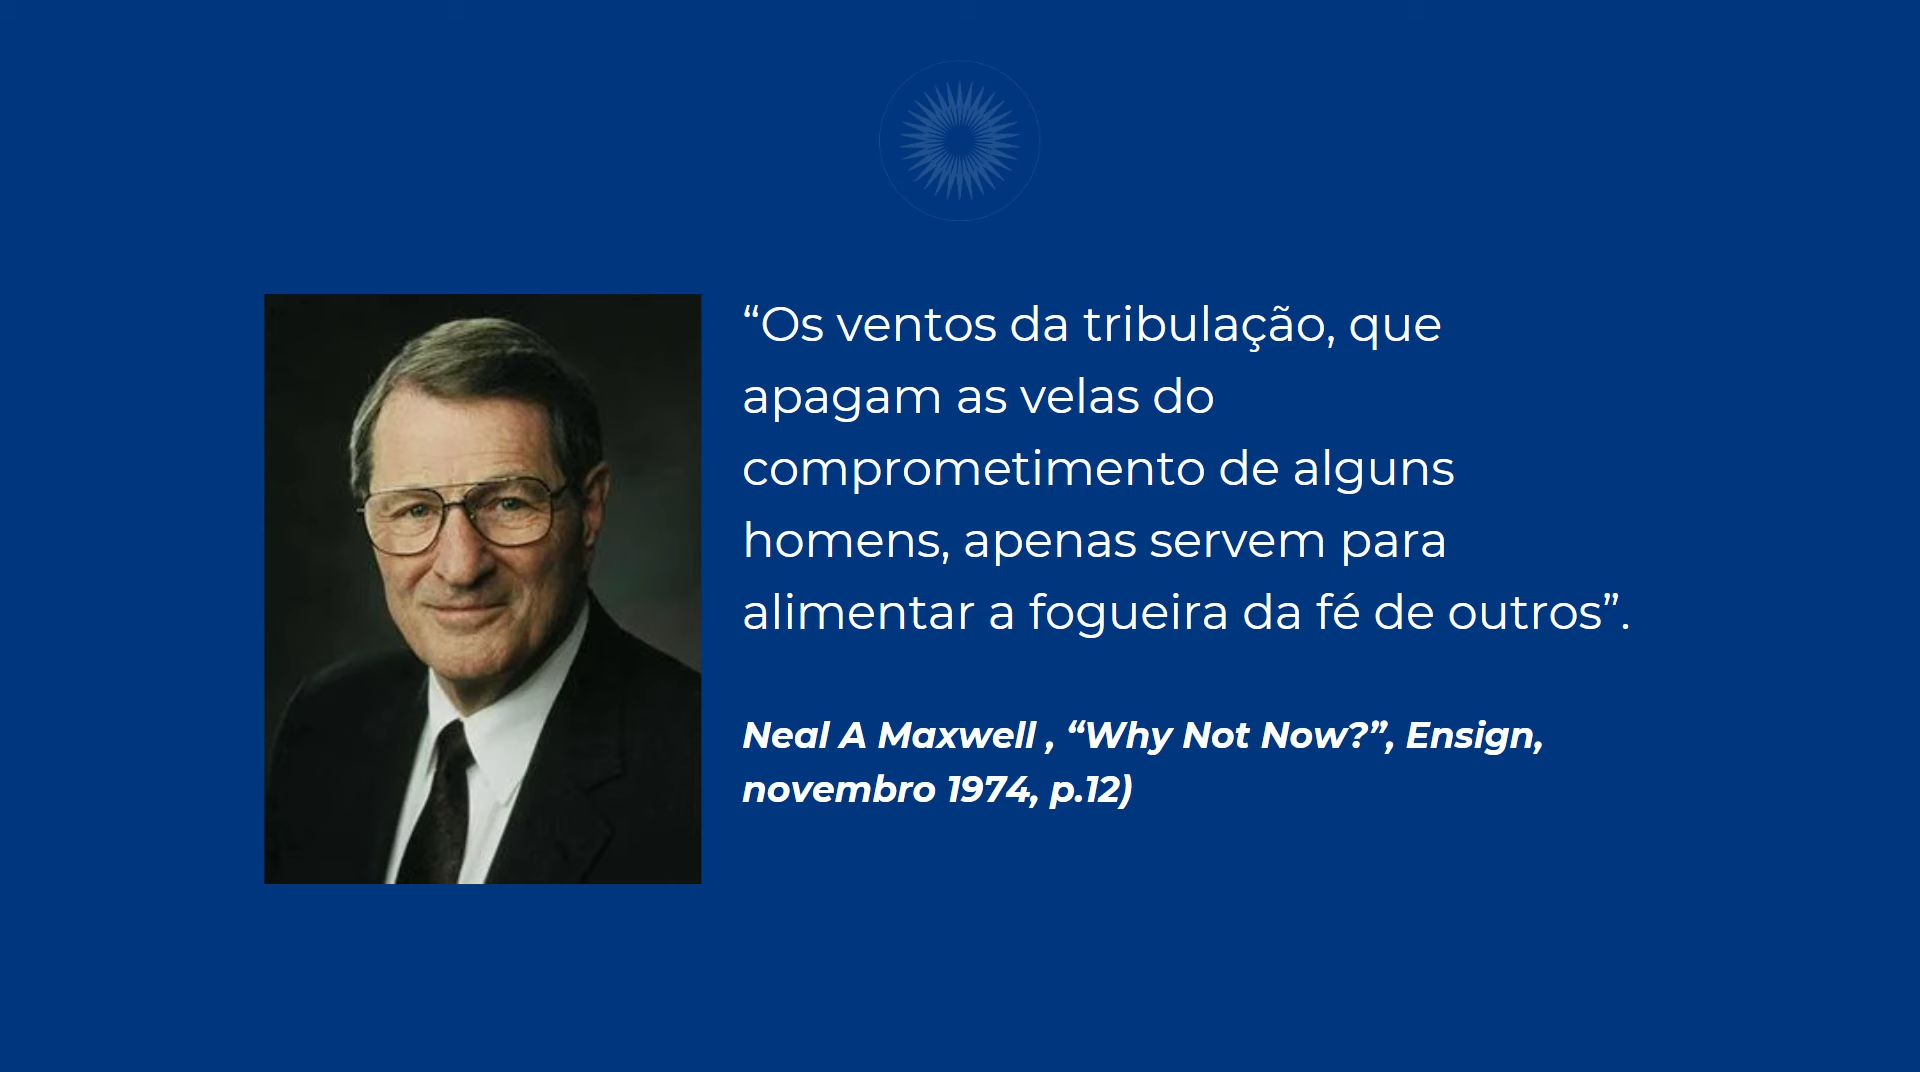 “Os ventos da tribulação, que
apagam as velas do
comprometimento de alguns
homens, apenas servem para
alimentar a fogueira da fé de outros”.
Neal A Maxwell , “Why Not Now?”, Ensign,
novembro 1974, p.12)